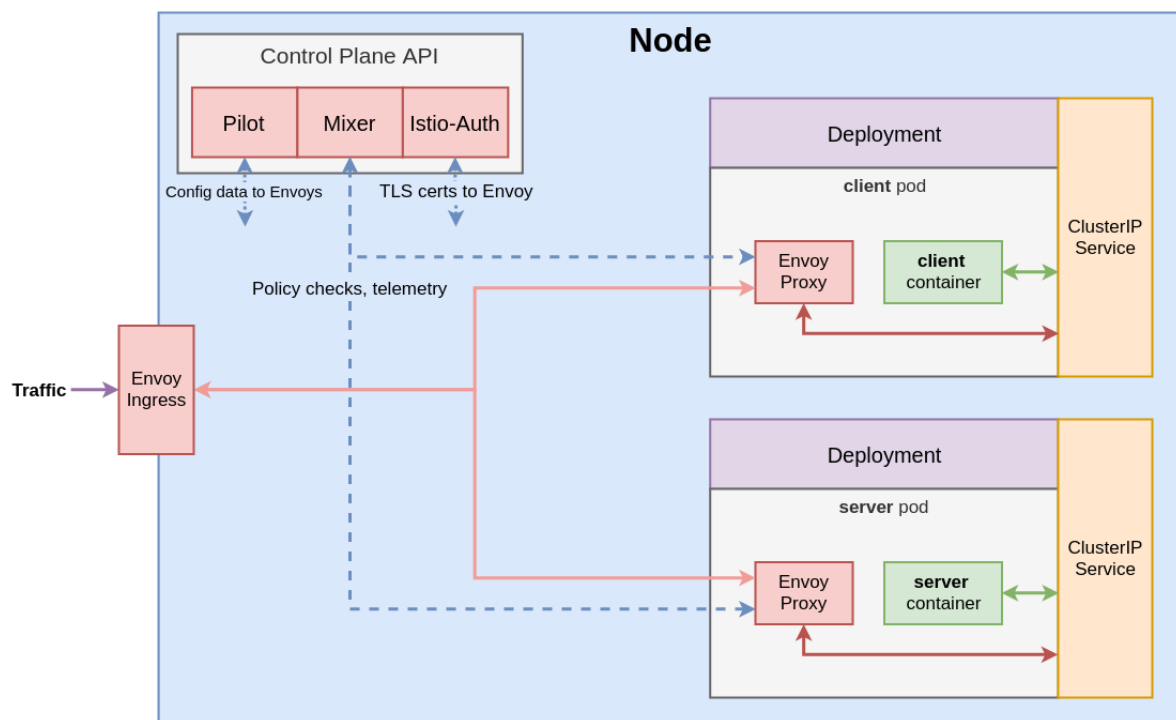 Node
Control Plane API
Pilot
Mixer
Istio-Auth
Config data to Envoys
TLS certs to Envoy
Policy checks, telemetry
Traffic
Envoy
Ingress
Deployment
client pod
Envoy
Proxy
client
container
ClusterIP
Service
Deployment
server pod
Envoy
Proxy
server
container
ClusterIP
Service